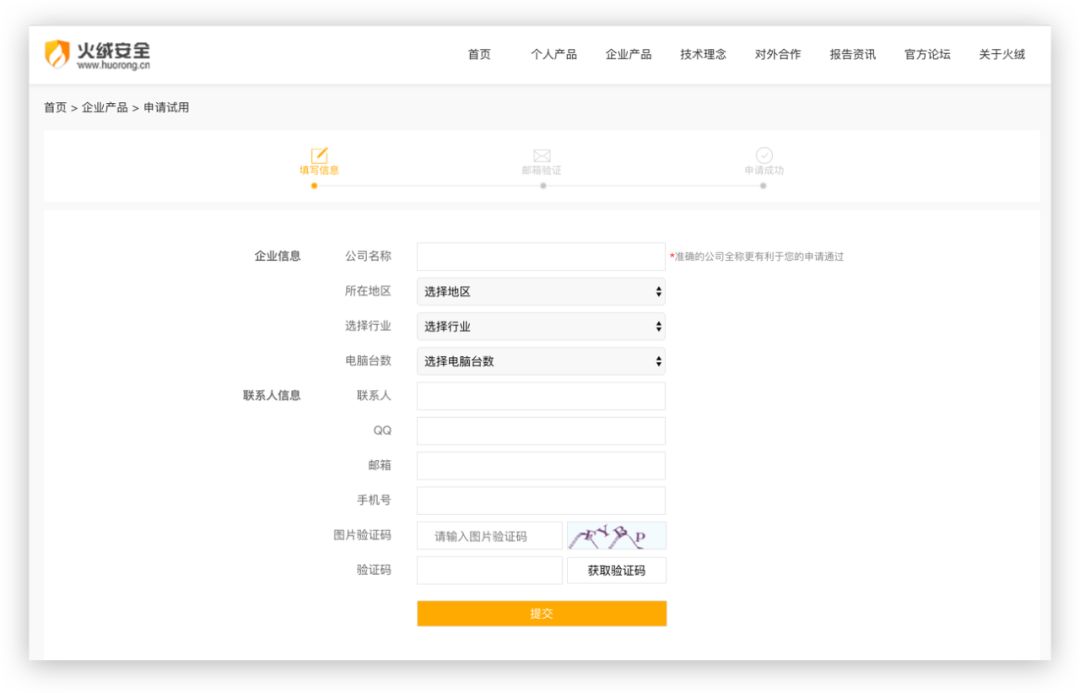 火绒安全
www.huorong.cn
首页 个人产品 企业产品 技术理念 对外合作 报告资讯 官方论坛 关于火绒
首页 > 企业产品 > 申请试用
填写信息 邮箱验证 申请成功
企业信息 公司名称 *准确的公司全称更有利于您的申请通过
所在地区 选择地区
选择行业 选择行业
电脑台数 选择电脑台数
联系人信息 联系人
QQ
邮箱
手机号
图片验证码 请输入图片验证码 FYBP
验证码 获取验证码
提交